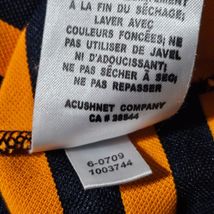 À LA FIN DU SÉCHAGE;
LAVER AVEC
COULEURS FONCÉES; NE
PAS UTILISER DE JAVEL
NI D'ADOUCISSANT;
NE PAS SÉCHER À SEC;
NE PAS REPASSER
ACUSHNET COMPANY
CA # 38844
6-0709
1003744